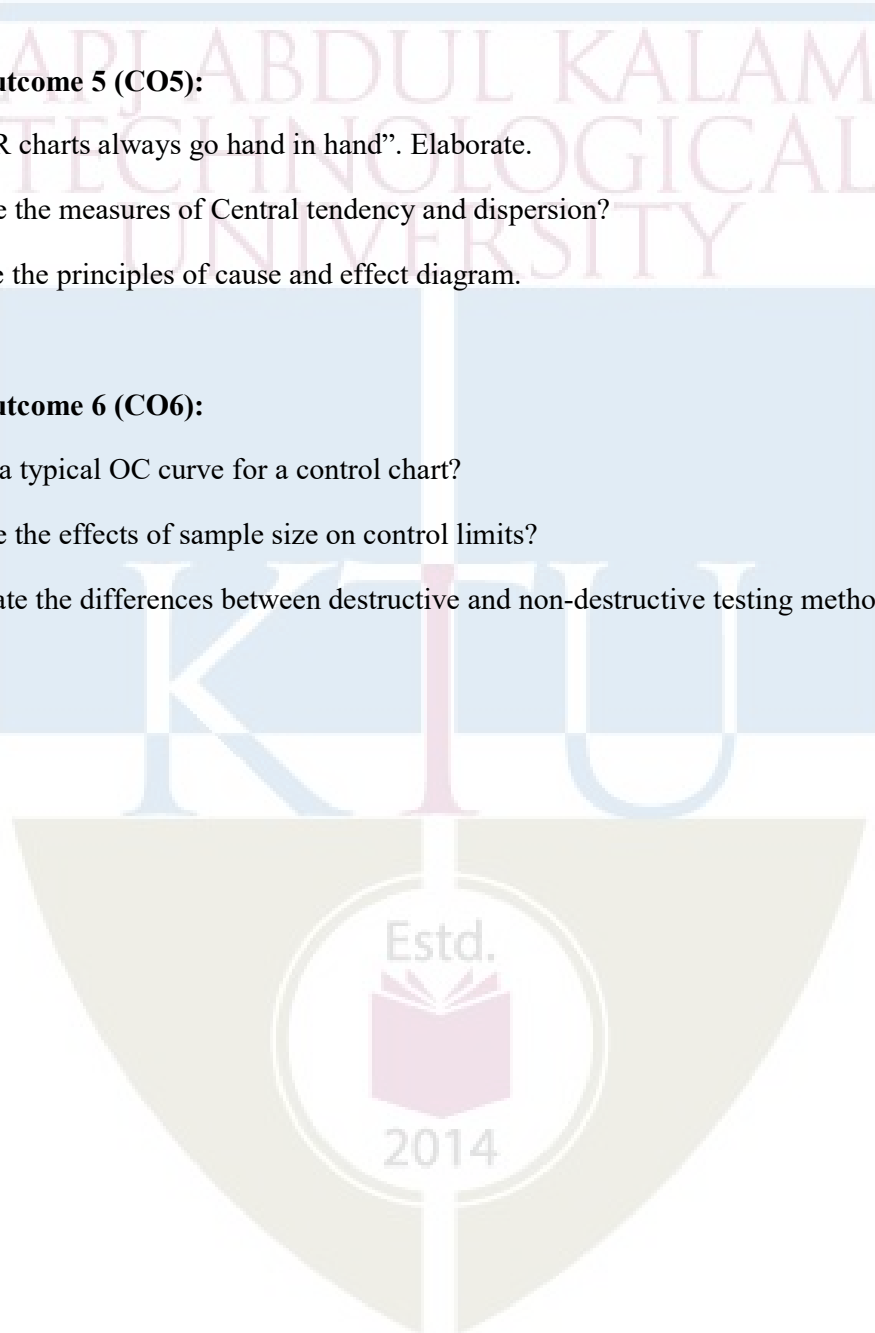 APJ ABDUL KALAM
TECHNOLOGICAL
UNIVERSITY
utcome 5 (CO5):
R charts always go hand in hand”. Elaborate.
e the measures of Central tendency and dispersion?
e the principles of cause and effect diagram.
utcome 6 (CO6):
a typical OC curve for a control chart?
e the effects of sample size on control limits?
ate the differences between destructive and non-destructive testing metho
KTU
Estd.
2014